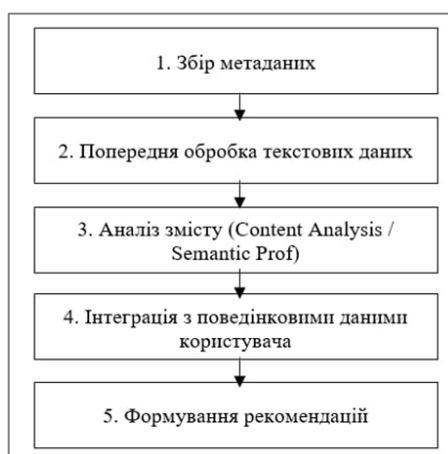 1. Збір метаданих
2. Попередня обробка текстових даних
3. Аналіз змісту (Content Analysis /
Semantic Prof)
4. Інтеграція з поведінковими даними
користувача
5. Формування рекомендацій